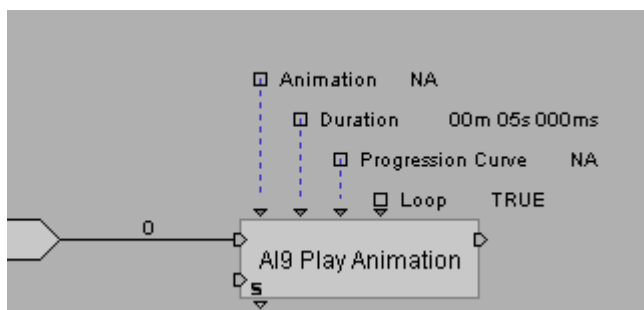 Animation NA
Duration 00m 05s 000ms
Progression Curve NA
Loop TRUE
0
AI9 Play Animation
s